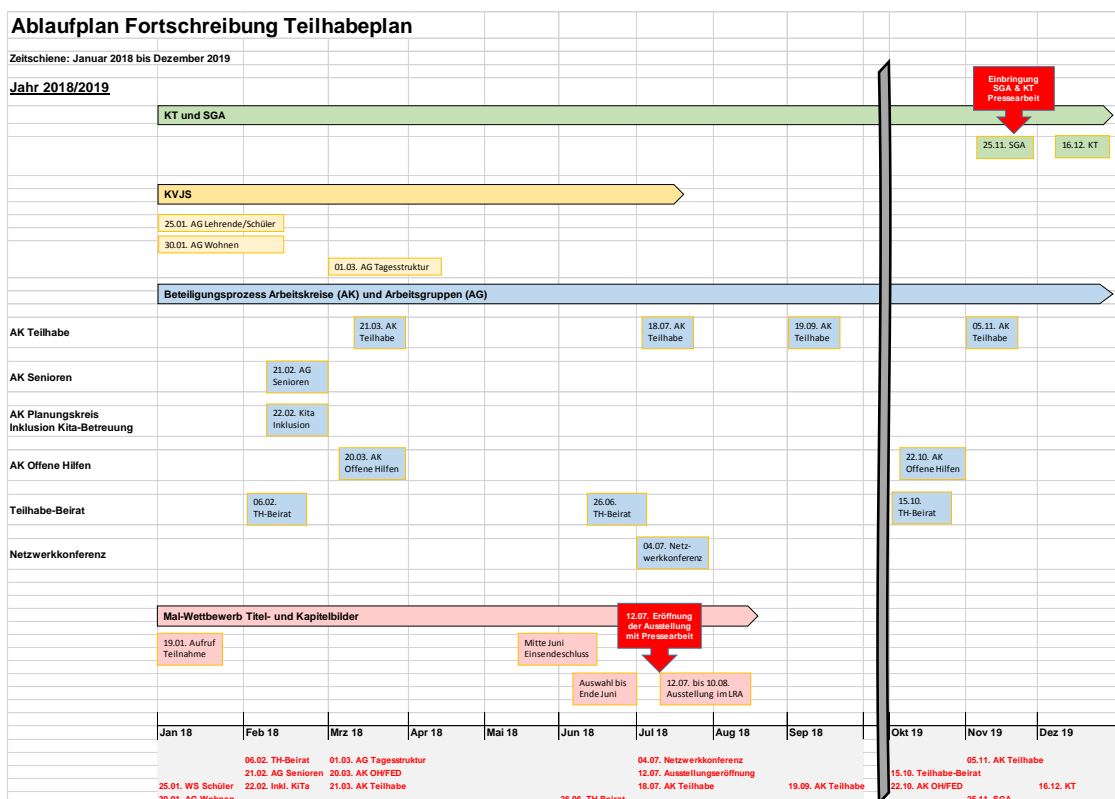 Ablaufplan Fortschreibung Teilhabeplan
Zeitschiene: Januar 2018 bis Dezember 2019
Jahr 2018/2019
Einbringung
SGA & KT
Pressearbeit
KT und SGA
25.11. SGA
16.12. KT
KVJS
25.01. AG Lehrende/Schüler
30.01. AG Wohnen
01.03. AG Tagesstruktur
Beteiligungsprozess Arbeitskreise (AK) und Arbeitsgruppen (AG)
AK Teilhabe
21.03. AK
Teilhabe
18.07. AK
Teilhabe
19.09. AK
Teilhabe
05.11. AK
Teilhabe
AK Senioren
21.02. AG
Senioren
AK Planungskreis
Inklusion Kita-Betreuung
22.02. Kita
Inklusion
AK Offene Hilfen
20.03. AK
Offene Hilfen
22.10. AK
Offene Hilfen
Teilhabe-Beirat
06.02.
TH-Beirat
26.06.
TH-Beirat
15.10.
TH-Beirat
Netzwerkkonferenz
04.07. Netz-
werkkonferenz
Mal-Wettbewerb Titel- und Kapitelbilder
12.07. Eröffnung
der Ausstellung
mit Pressearbeit
19.01. Aufruf
Teilnahme
Mitte Juni
Einsendeschluss
Auswahl bis
Ende Juni
12.07. bis 10.08.
Ausstellung im LRA
Jan 18 Feb 18 Mrz 18 Apr 18 Mai 18 Jun 18 Jul 18 Aug 18 Sep 18 Okt 19 Nov 19 Dez 19
06.02. TH-Beirat 01.03. AG Tagesstruktur 04.07. Netzwerkkonferenz 05.11. AK Teilhabe
21.02. AG Senioren 20.03. AK OH/FED 12.07. Ausstellungseröffnung 15.10. Teilhabe-Beirat
25.01. WS Schüler 22.02. Inkl. KiTa 21.03. AK Teilhabe 18.07. AK Teilhabe 19.09. AK Teilhabe 22.10. AK OH/FED 16.12. KT
30.01. AG Wohnen 26.06. TH-Beirat 25.11. SGA